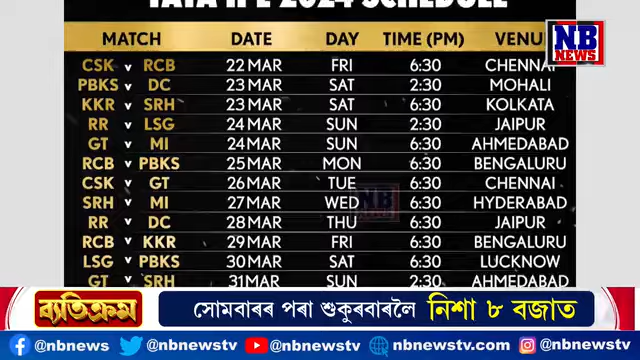 TATA IPL 2024 SCHEDULE
MATCH DATE DAY TIME (PM) VENUE
CSK v RCB 22 MAR FRI 6:30 CHENNAI
PBKS v DC 23 MAR SAT 2:30 MOHALI
KKR v SRH 23 MAR SAT 6:30 KOLKATA
RR v LSG 24 MAR SUN 2:30 JAIPUR
GT v MI 24 MAR SUN 6:30 AHMEDABAD
RCB v PBKS 25 MAR MON 6:30 BENGALURU
CSK v GT 26 MAR TUE 6:30 CHENNAI
SRH v MI 27 MAR WED 6:30 HYDERABAD
RR v DC 28 MAR THU 6:30 JAIPUR
RCB v KKR 29 MAR FRI 6:30 BENGALURU
LSG v PBKS 30 MAR SAT 6:30 LUCKNOW
GT v SRH 31 MAR SUN 2:30 AHMEDABAD
NB
NEWS
NB
NEWS
ব্যতিক্ৰম সোমবাৰৰ পৰা শুকুৰবাৰলৈ নিশা ৮ বজাত
@nbnews @nbnewstv @nbnewstv @nbnewstv